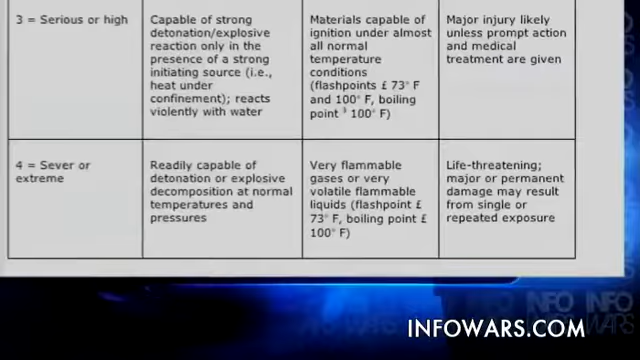 3 = Serious or high
Capable of strong
detonation/explosive
reaction only in the
presence of a strong
initiating source (i.e.,
heat under
confinement); reacts
violently with water
Materials capable of
ignition under almost
all normal
temperature
conditions
(flashpoints £ 73° F
and 100° F, boiling
point ³ 100° F)
Major injury likely
unless prompt action
and medical
treatment are given
4 = Sever or
extreme
Readily capable of
detonation or explosive
decomposition at normal
temperatures and
pressures
Very flammable
gases or very
volatile flammable
liquids (flashpoint £
73° F, boiling point £
100° F)
Life-threatening;
major or permanent
damage may result
from single or
repeated exposure
INFOWARS.COM